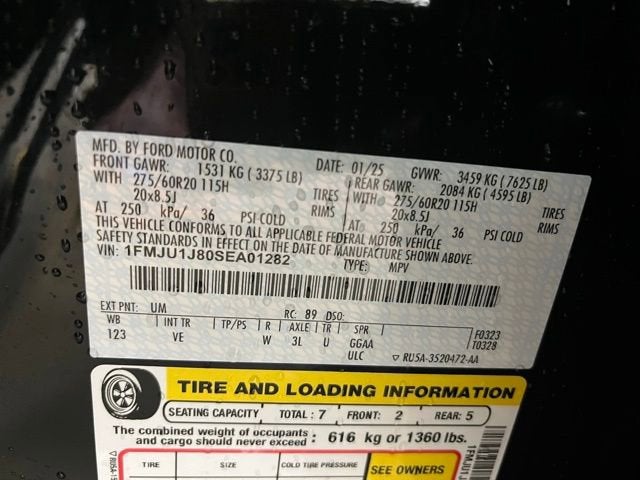 MFD. BY FORD MOTOR CO. DATE: 01/25 GVWR: 3459 KG ( 7625 LB)
FRONT GAWR: 1531 KG ( 3375 LB) REAR GAWR: 2084 KG ( 4595 LB)
WITH 275/60R20 115H TIRES WITH 275/60R20 115H TIRES
20x8.5J RIMS 20x8.5J RIMS
AT 250 kPa/ 36 PSI COLD AT 250 kPa/ 36 PSI COLD
THIS VEHICLE CONFORMS TO ALL APPLICABLE FEDERAL MOTOR VEHICLE
SAFETY STANDARDS IN EFFECT ON THE DATE OF MANUFACTURE SHOWN ABOVE.
VIN: 1FMJU1J80SEA01282 TYPE: MPV
EXT PNT: UM RC: 89 DSO:
WB INT TR TP/PS R AXLE TR SPR F0323
123 VE W 3L U GGAA T0328
ULC ▽ RU5A-3520472-AA
TIRE AND LOADING INFORMATION
SEATING CAPACITY TOTAL : 7 FRONT: 2 REAR: 5
The combined weight of occupants
and cargo should never exceed : 616 kg or 1360 lbs.
TIRE SIZE COLD TIRE PRESSURE SEE OWNERS